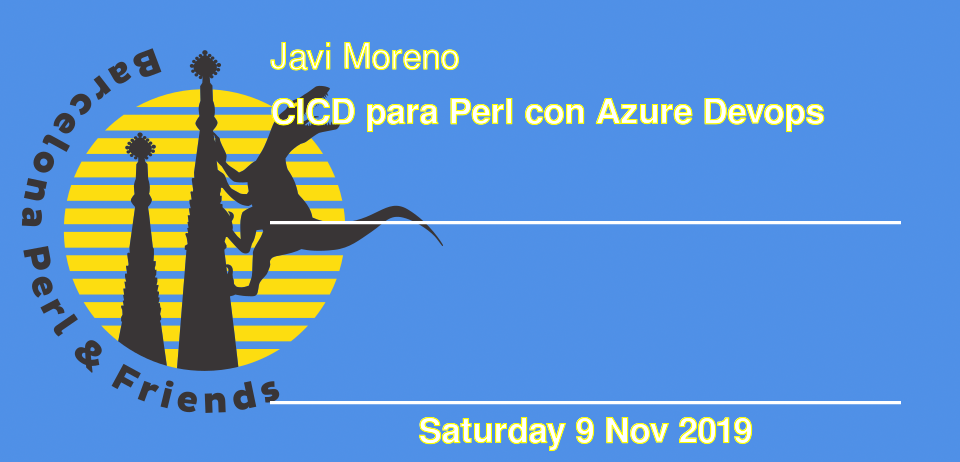 Javi Moreno
CICD para Perl con Azure Devops
Barcelona Perl & Friends
Saturday 9 Nov 2019